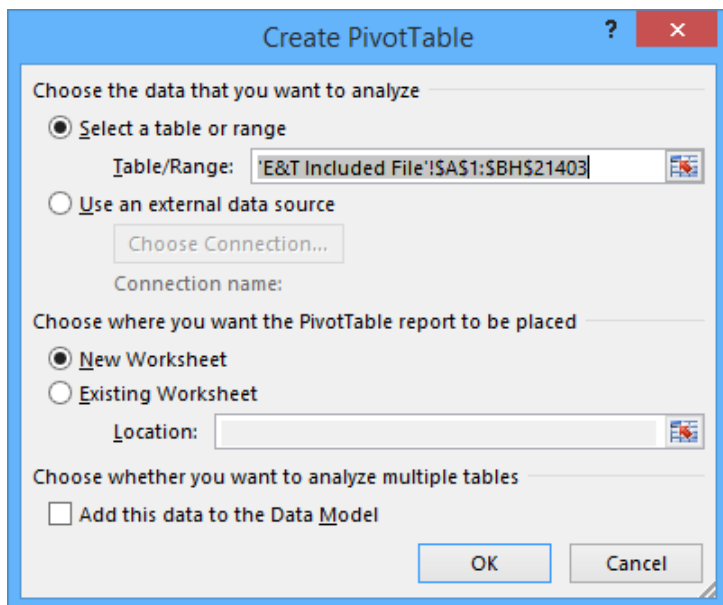 Create PivotTable
?
Choose the data that you want to analyze
Select a table or range
Table/Range: 'E&T Included File'!$A$1:$BH$21403
Use an external data source
Choose Connection...
Connection name:
Choose where you want the PivotTable report to be placed
New Worksheet
Existing Worksheet
Location:
Choose whether you want to analyze multiple tables
Add this data to the Data Model
OK Cancel